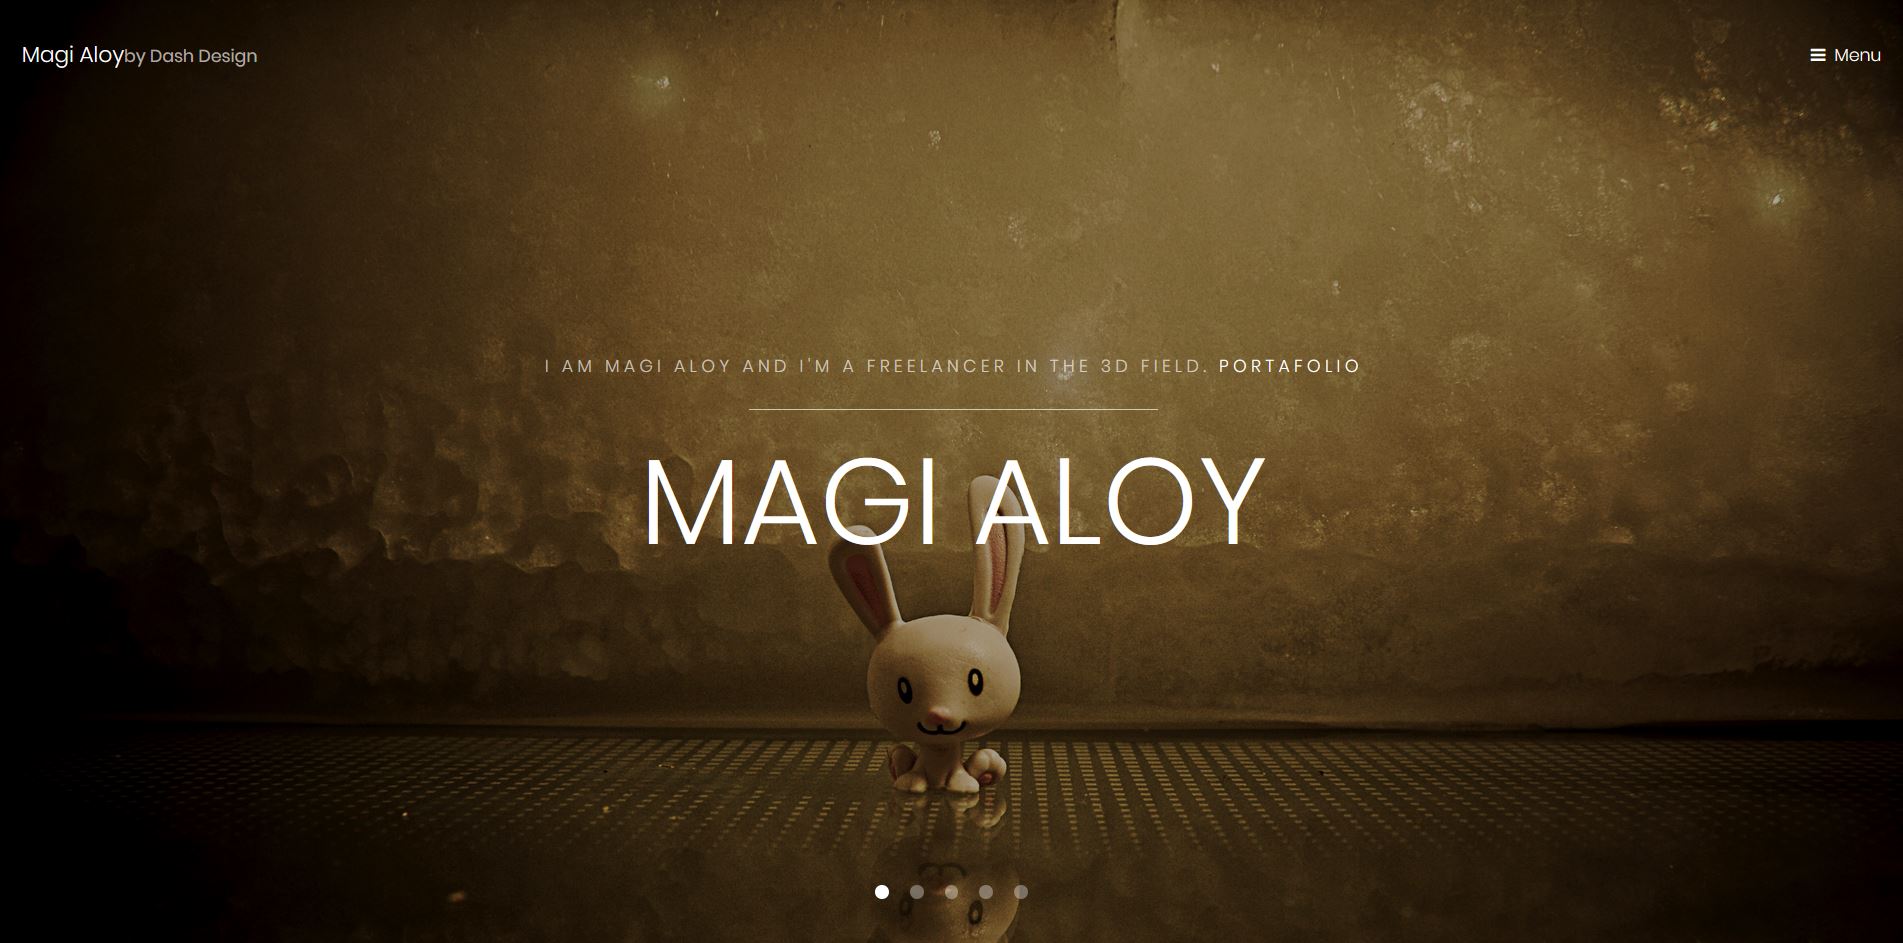 Magi Aloyby Dash Design
Menu
I AM MAGI ALOY AND I'M A FREELANCER IN THE 3D FIELD. PORTAFOLIO
MAGI ALOY